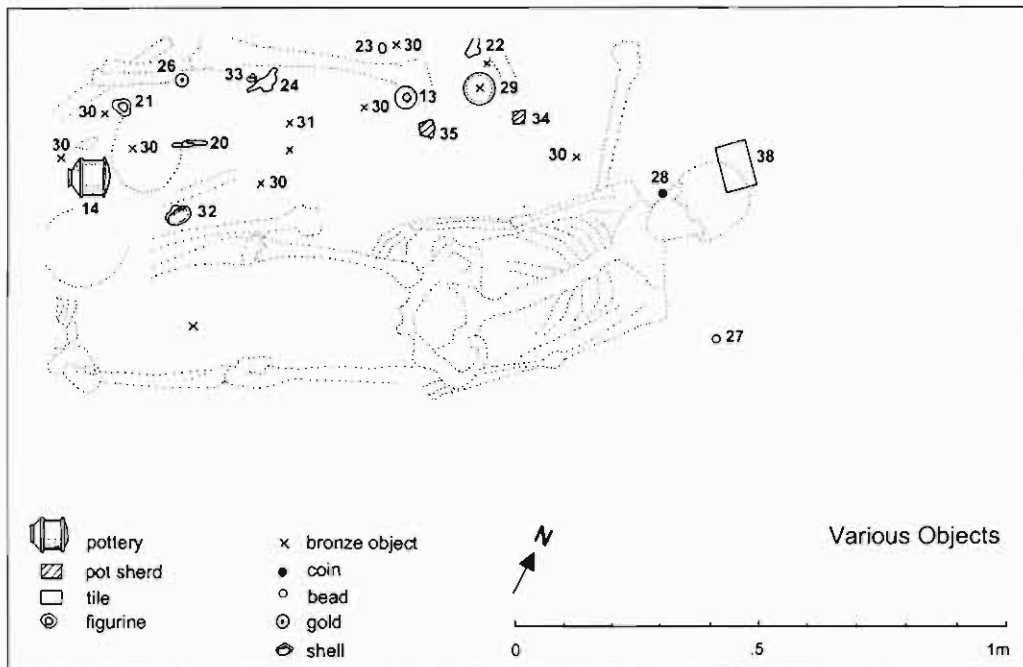 23 30 22
26 33 24 13 29
21 30 30 31 35 34
30 30 20 30 38
14 32 30 28
27
pottery
pot sherd
tile
figurine
bronze object
coin
bead
gold
shell
N
Various Objects
0 .5 1m